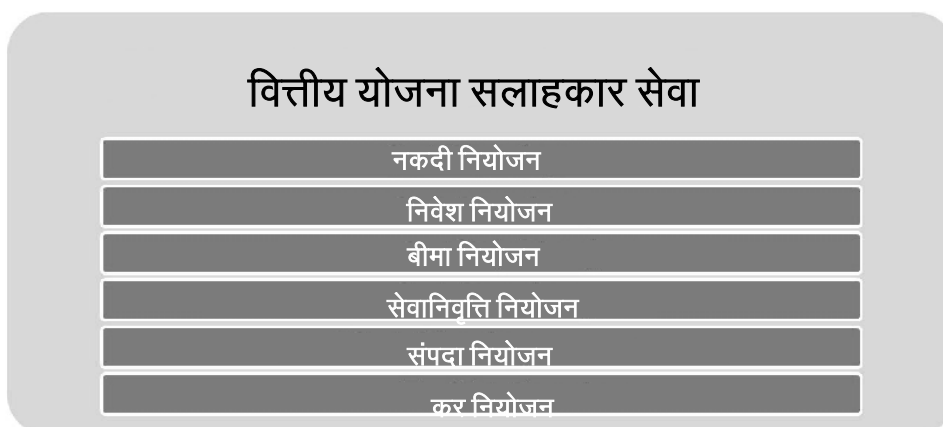 वित्तीय योजना सलाहकार सेवा
नकदी नियोजन
निवेश नियोजन
बीमा नियोजन
सेवानिवृत्ति नियोजन
संपदा नियोजन
कर नियोजन